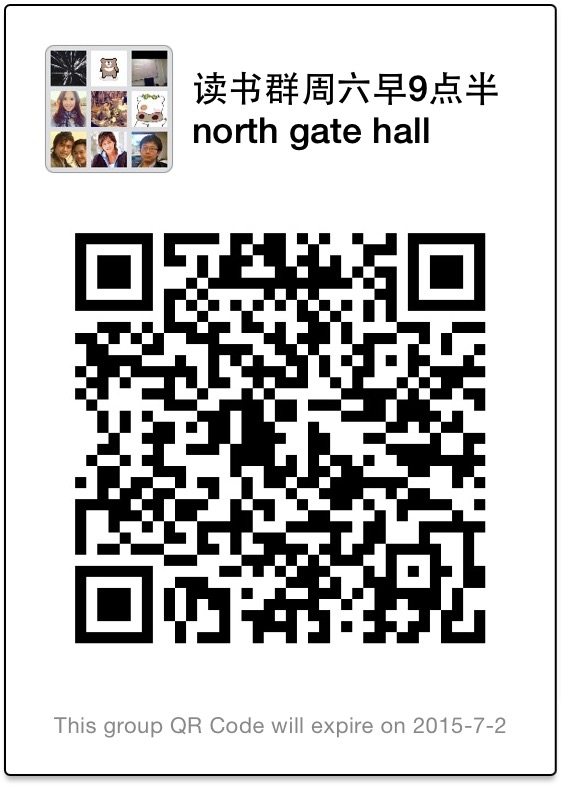 读书群周六早9点半
north gate hall
This group QR Code will expire on 2015-7-2